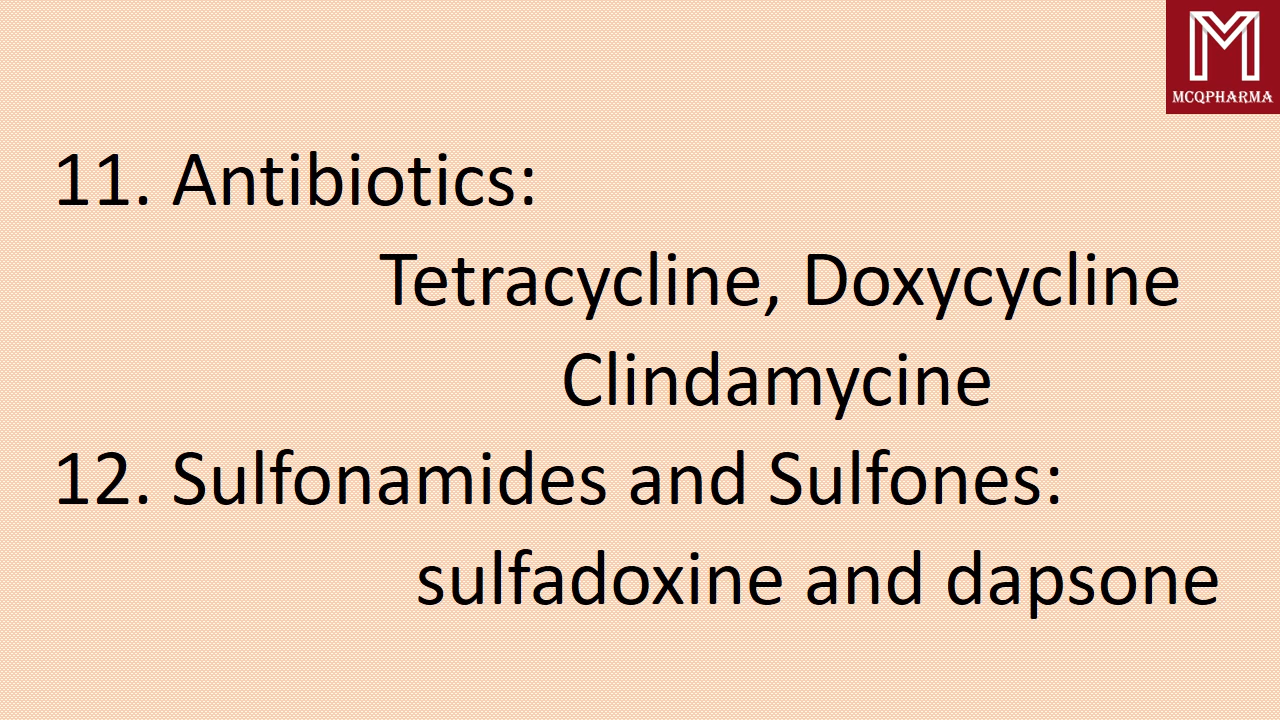 MCQPHARMA
11. Antibiotics:
Tetracycline, Doxycycline
Clindamycine
12. Sulfonamides and Sulfones:
sulfadoxine and dapsone